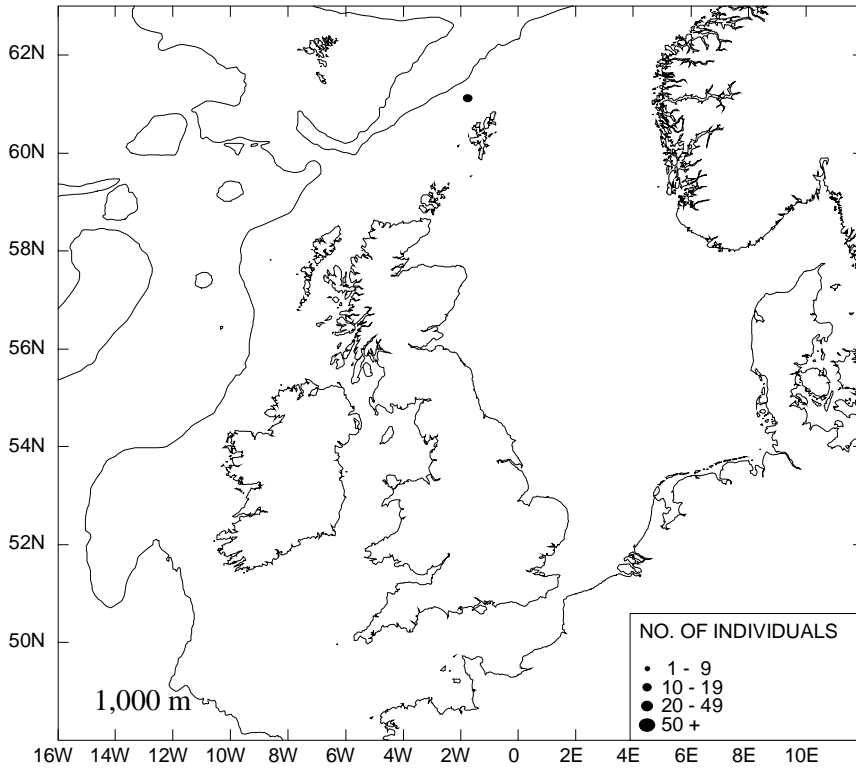 62N
60N
58N
56N
54N
52N
50N
1,000 m
NO. OF INDIVIDUALS
1 - 9
10 - 19
20 - 49
50 +
16W 14W 12W 10W 8W 6W 4W 2W 0 2E 4E 6E 8E 10E